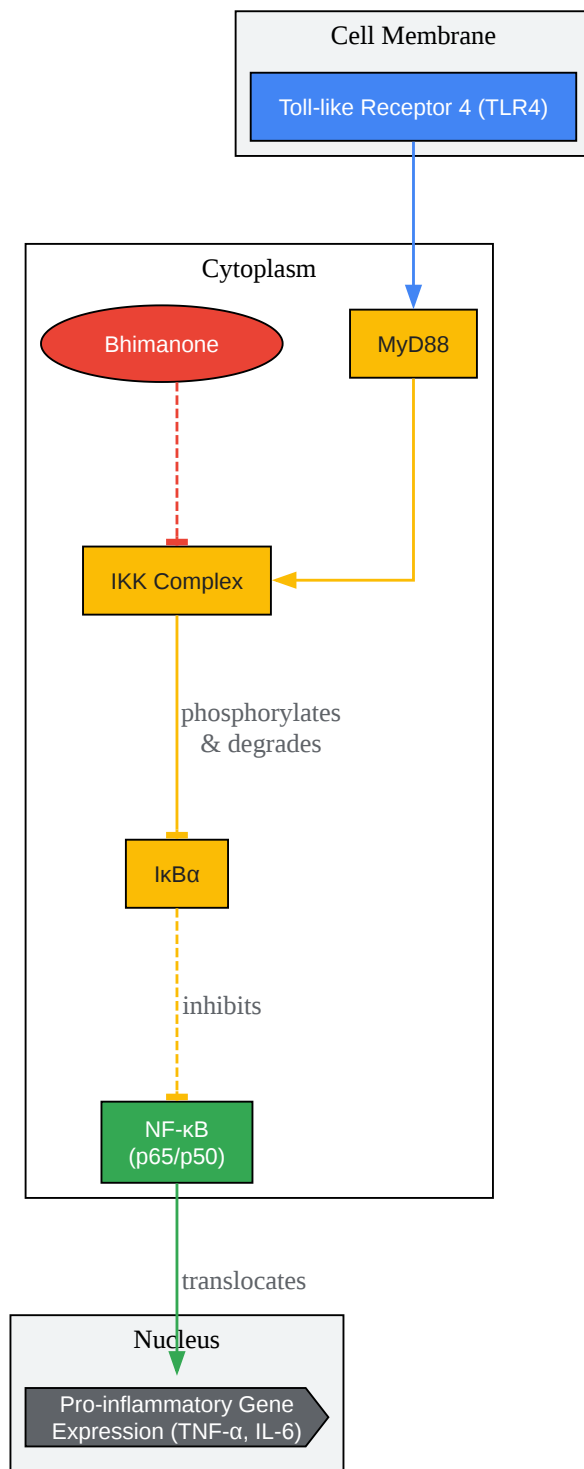 Cell Membrane
Toll-like Receptor 4 (TLR4)
Cytoplasm
Bhimanone
MyD88
IKK Complex
phosphorylates
& degrades
IκBα
inhibits
NF-κB
(p65/p50)
translocates
Nucleus
Pro-inflammatory Gene
Expression (TNF-α, IL-6)